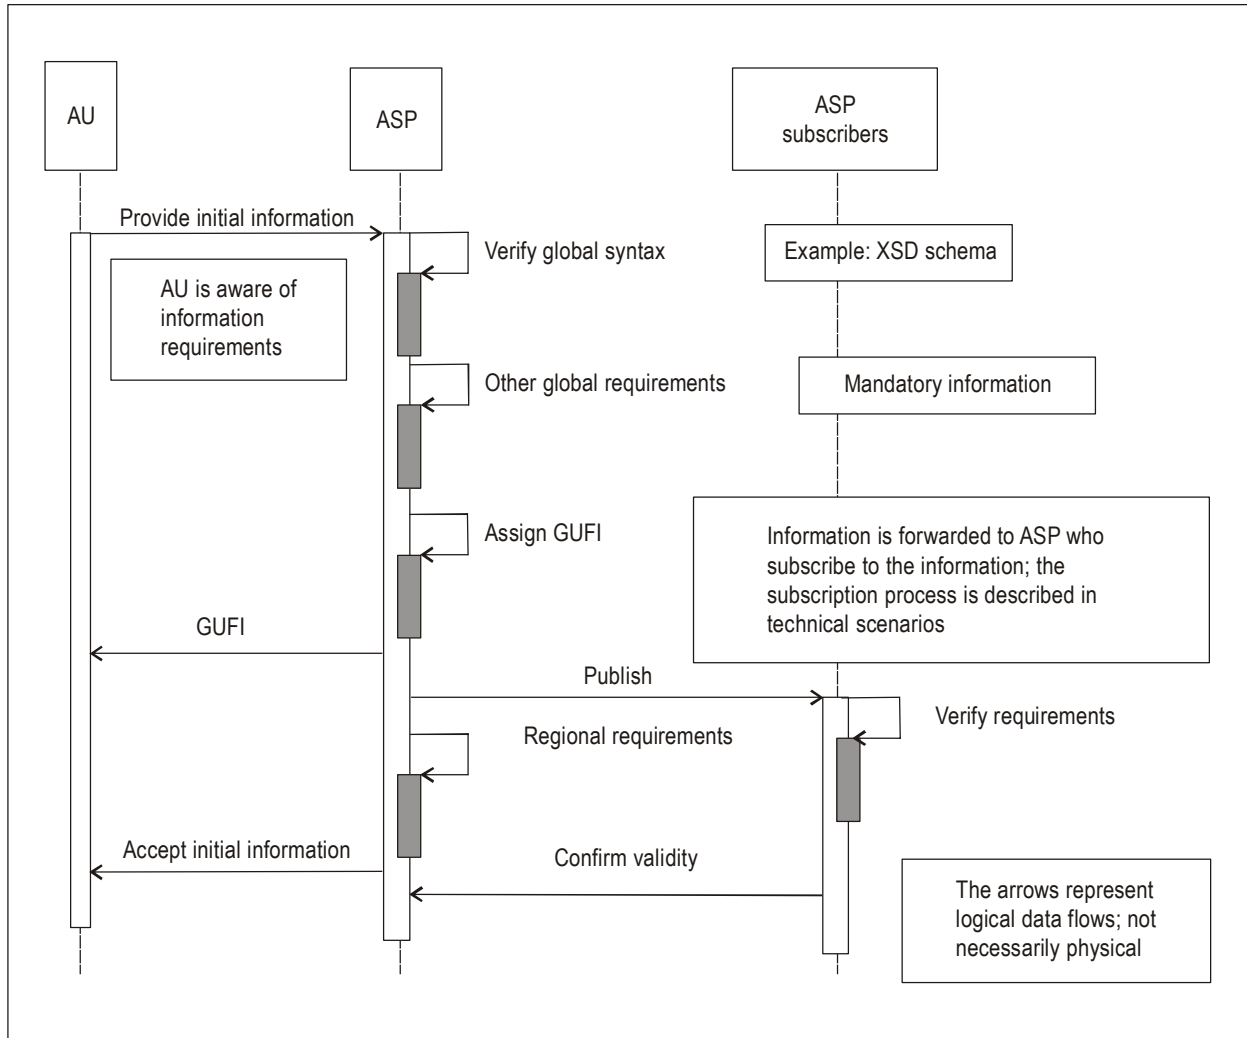 AU
ASP
ASP
subscribers
Provide initial information
Verify global syntax
Example: XSD schema
AU is aware of
information
requirements
Other global requirements
Mandatory information
Assign GUFI
Information is forwarded to ASP who
subscribe to the information; the
subscription process is described in
technical scenarios
GUFI
Publish
Verify requirements
Regional requirements
Accept initial information
Confirm validity
The arrows represent
logical data flows; not
necessarily physical